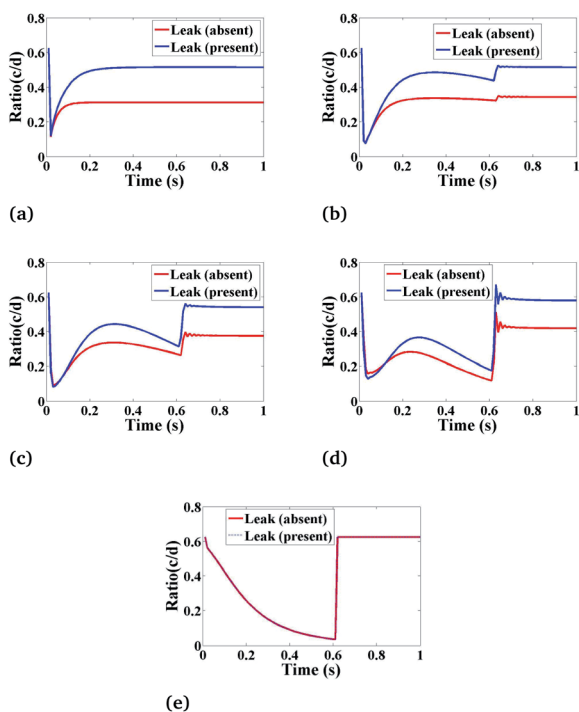 0.8
Leak (absent)
Leak (present)
0.6
0.4
0.2
0
Ratio(c/d)
0 0.2 0.4 0.6 0.8 1
Time (s)
(a)
0.8
Leak (absent)
Leak (present)
0.6
0.4
0.2
0
Ratio(c/d)
0 0.2 0.4 0.6 0.8 1
Time (s)
(b)
0.8
Leak (absent)
Leak (present)
0.6
0.4
0.2
0
Ratio(c/d)
0 0.2 0.4 0.6 0.8 1
Time (s)
(c)
0.8
Leak (absent)
Leak (present)
0.6
0.4
0.2
0
Ratio(c/d)
0 0.2 0.4 0.6 0.8 1
Time (s)
(d)
0.8
Leak (absent)
Leak (present)
0.6
0.4
0.2
0
Ratio(c/d)
0 0.2 0.4 0.6 0.8 1
Time (s)
(e)